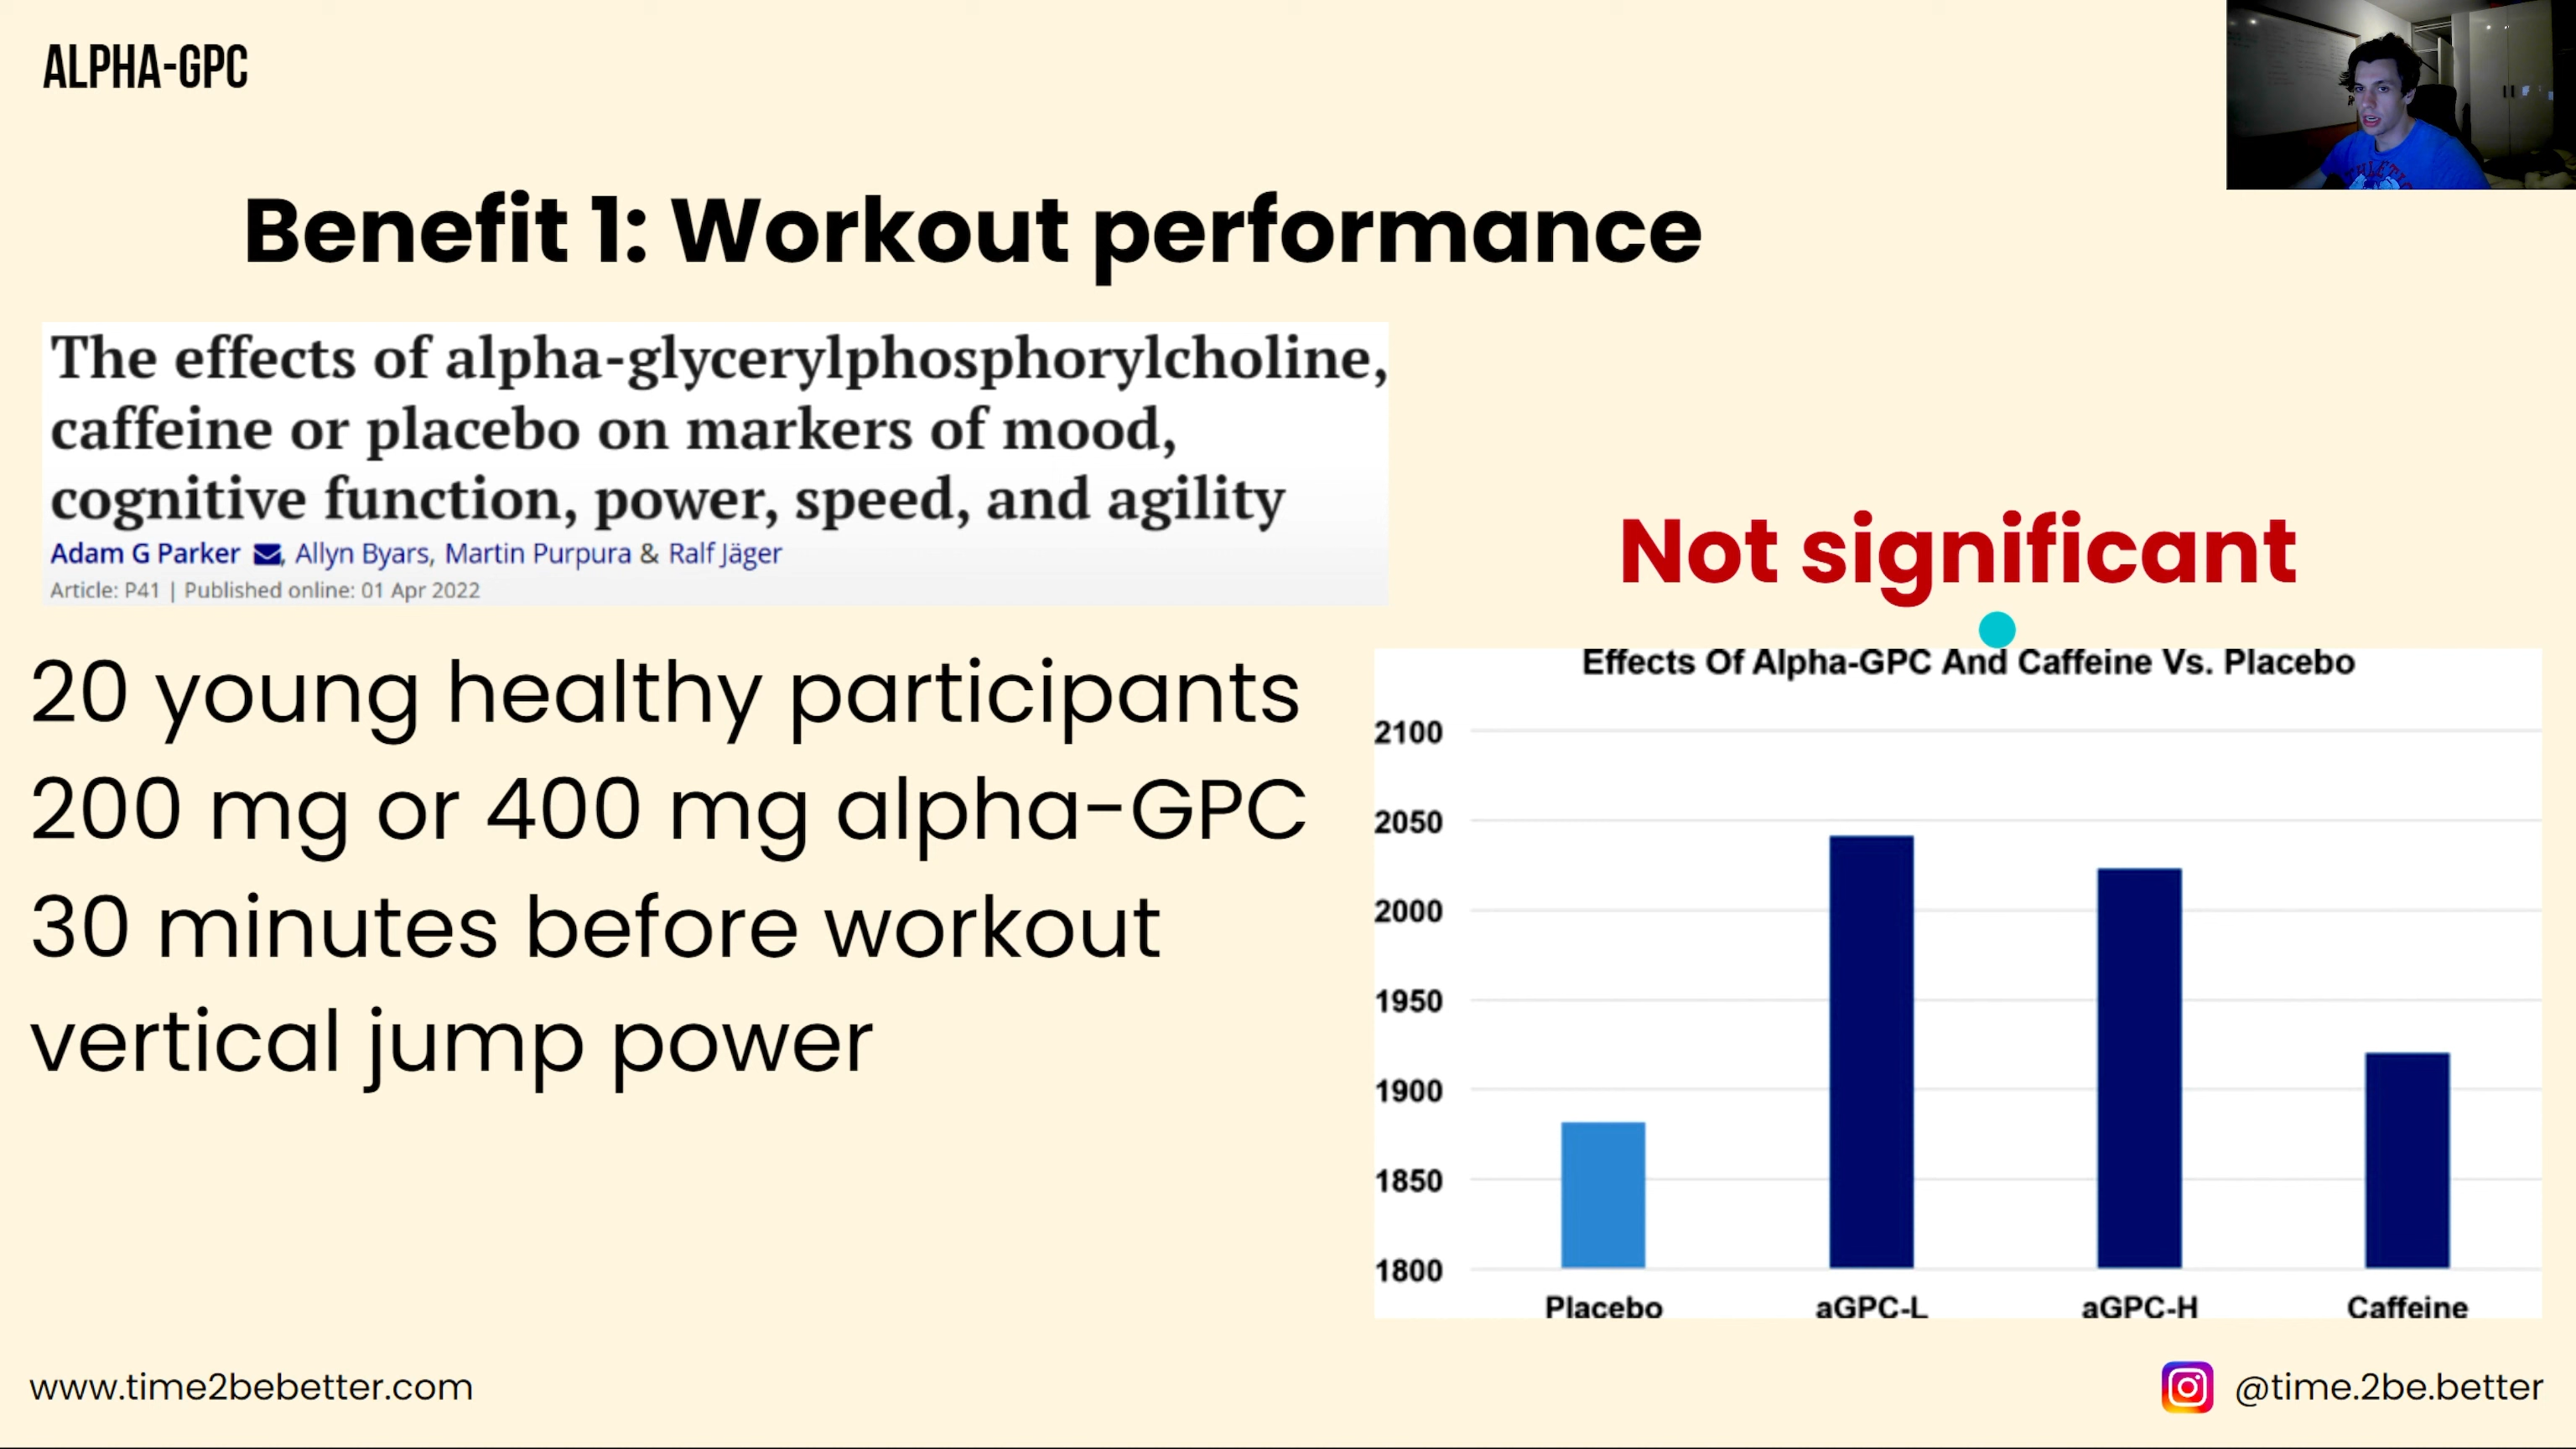 ALPHA-GPC
Benefit 1: Workout performance
The effects of alpha-glycerylphosphorylcholine,
caffeine or placebo on markers of mood,
cognitive function, power, speed, and agility
Adam G Parker , Allyn Byars, Martin Purpura & Ralf Jäger
Article: P41 | Published online: 01 Apr 2022
20 young healthy participants
200 mg or 400 mg alpha-GPC
30 minutes before workout
vertical jump power
Not significant
Effects Of Alpha-GPC And Caffeine Vs. Placebo
2100
2050
2000
1950
1900
1850
1800
Placebo aGPC-L aGPC-H Caffeine
www.time2bebetter.com
@time.2be.better